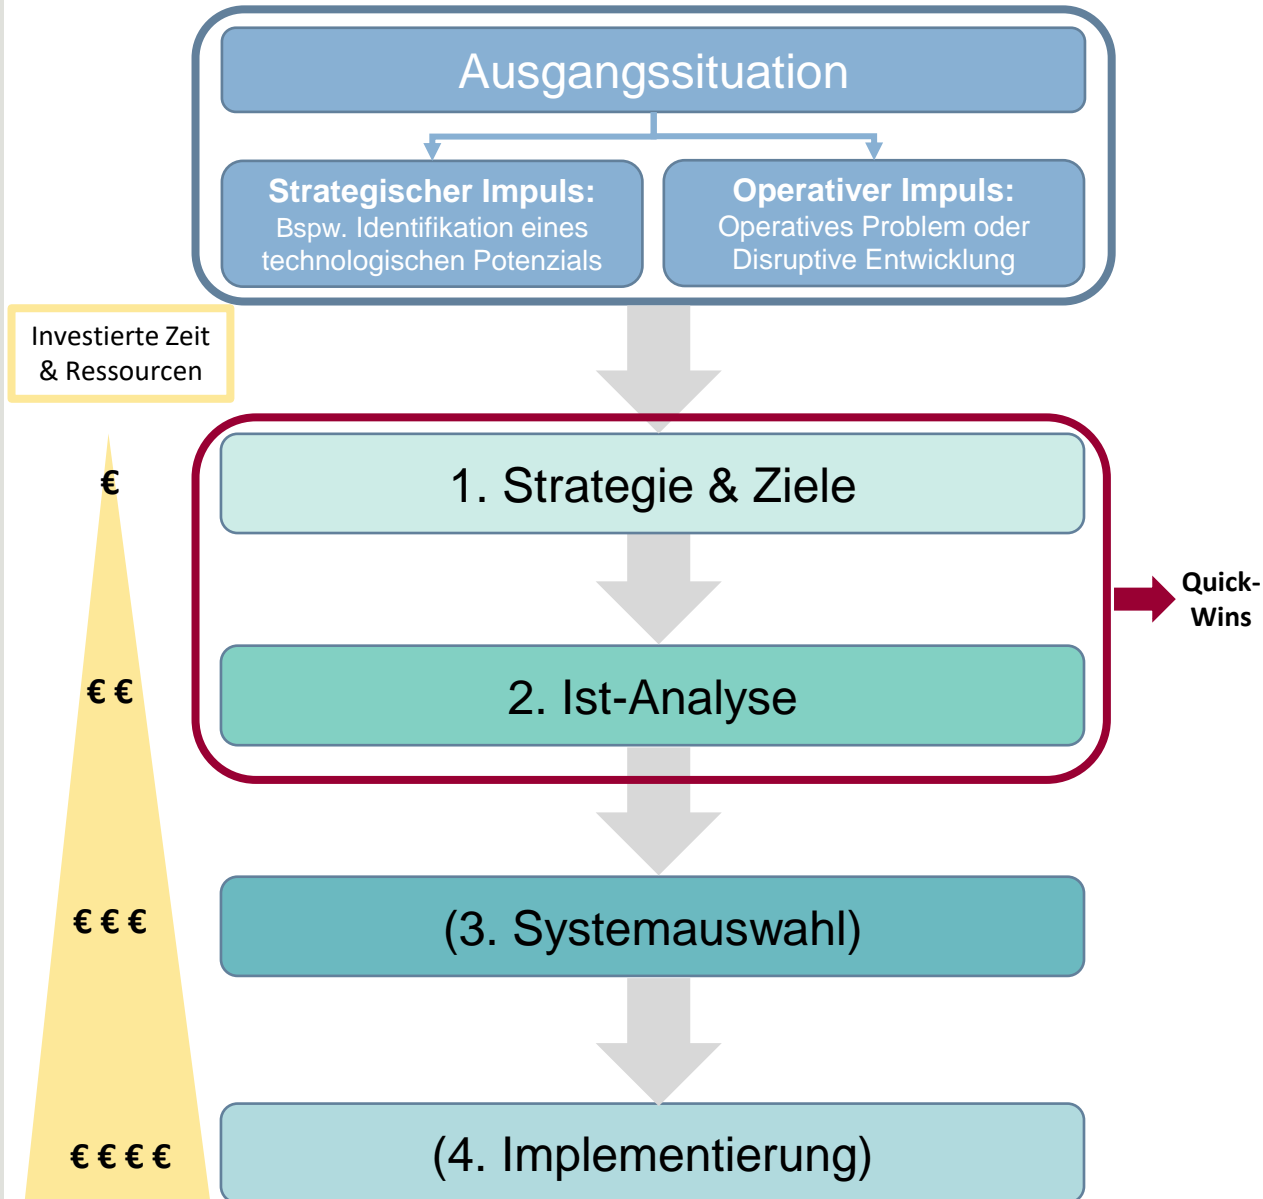 Ausgangssituation
Strategischer Impuls:
Bspw. Identifikation eines
technologischen Potenzials
Operativer Impuls:
Operatives Problem oder
Disruptive Entwicklung
Investierte Zeit
& Ressourcen
€
1. Strategie & Ziele
Quick-
Wins
€ €
2. Ist-Analyse
€ € €
(3. Systemauswahl)
€ € € €
(4. Implementierung)